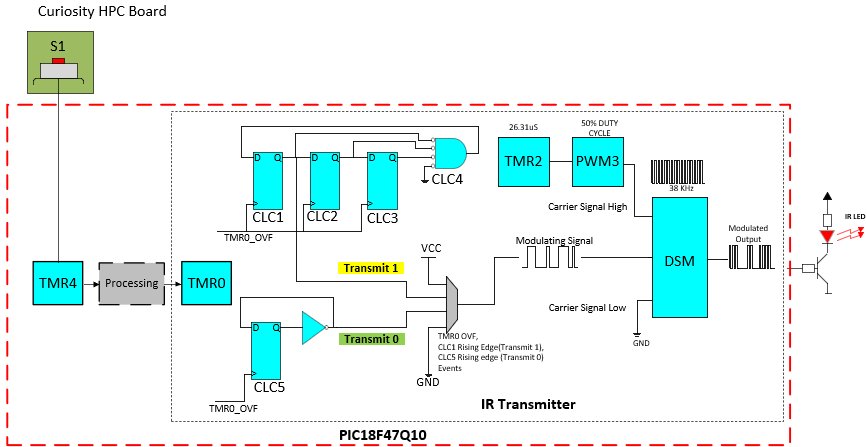 Curiosity HPC Board
S1
26.31uS
50% DUTY
CYCLE
D Q
D Q
D Q
CLC4
TMR2
PWM3
38 KHz
CLC1
CLC2
CLC3
Carrier Signal High
TMR0_OVF
IR LED
VCC
Modulating Signal
Modulated
Output
DSM
Transmit 1
TMR4
Processing
TMR0
Carrier Signal Low
D Q
Transmit 0
TMR0 OVF,
CLC1 Rising Edge(Transmit 1),
CLC5 Rising edge (Transmit 0)
Events
GND
GND
CLC5
TMR0_OVF
IR Transmitter
PIC18F47Q10